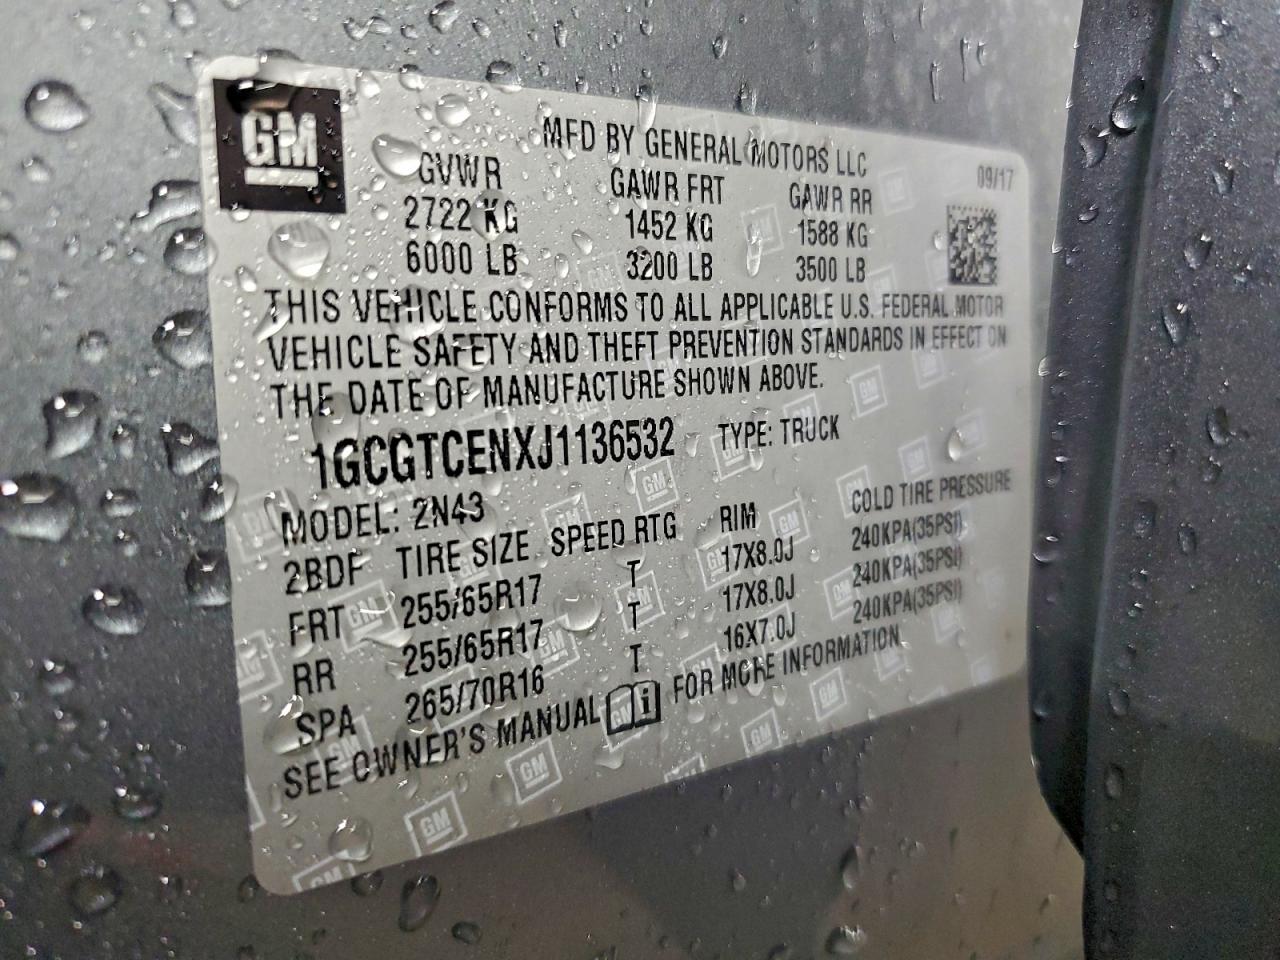 GM
MFD BY GENERAL MOTORS LLC
09/17
GVWR GAWR FRT GAWR RR
2722 KG 1452 KG 1588 KG
6000 LB 3200 LB 3500 LB
THIS VEHICLE CONFORMS TO ALL APPLICABLE U.S. FEDERAL MOTOR
VEHICLE SAFETY AND THEFT PREVENTION STANDARDS IN EFFECT ON
THE DATE OF MANUFACTURE SHOWN ABOVE.
1GCGTCENXJ1136532 TYPE: TRUCK
MODEL: 2N43
2BDF TIRE SIZE SPEED RTG RIM COLD TIRE PRESSURE
FRT 255/65R17 T 17X8.0J 240KPA(35PSI)
RR 255/65R17 T 17X8.0J 240KPA(35PSI)
SPA 265/70R16 T 16X7.0J 240KPA(35PSI)
SEE OWNER'S MANUAL FOR MORE INFORMATION